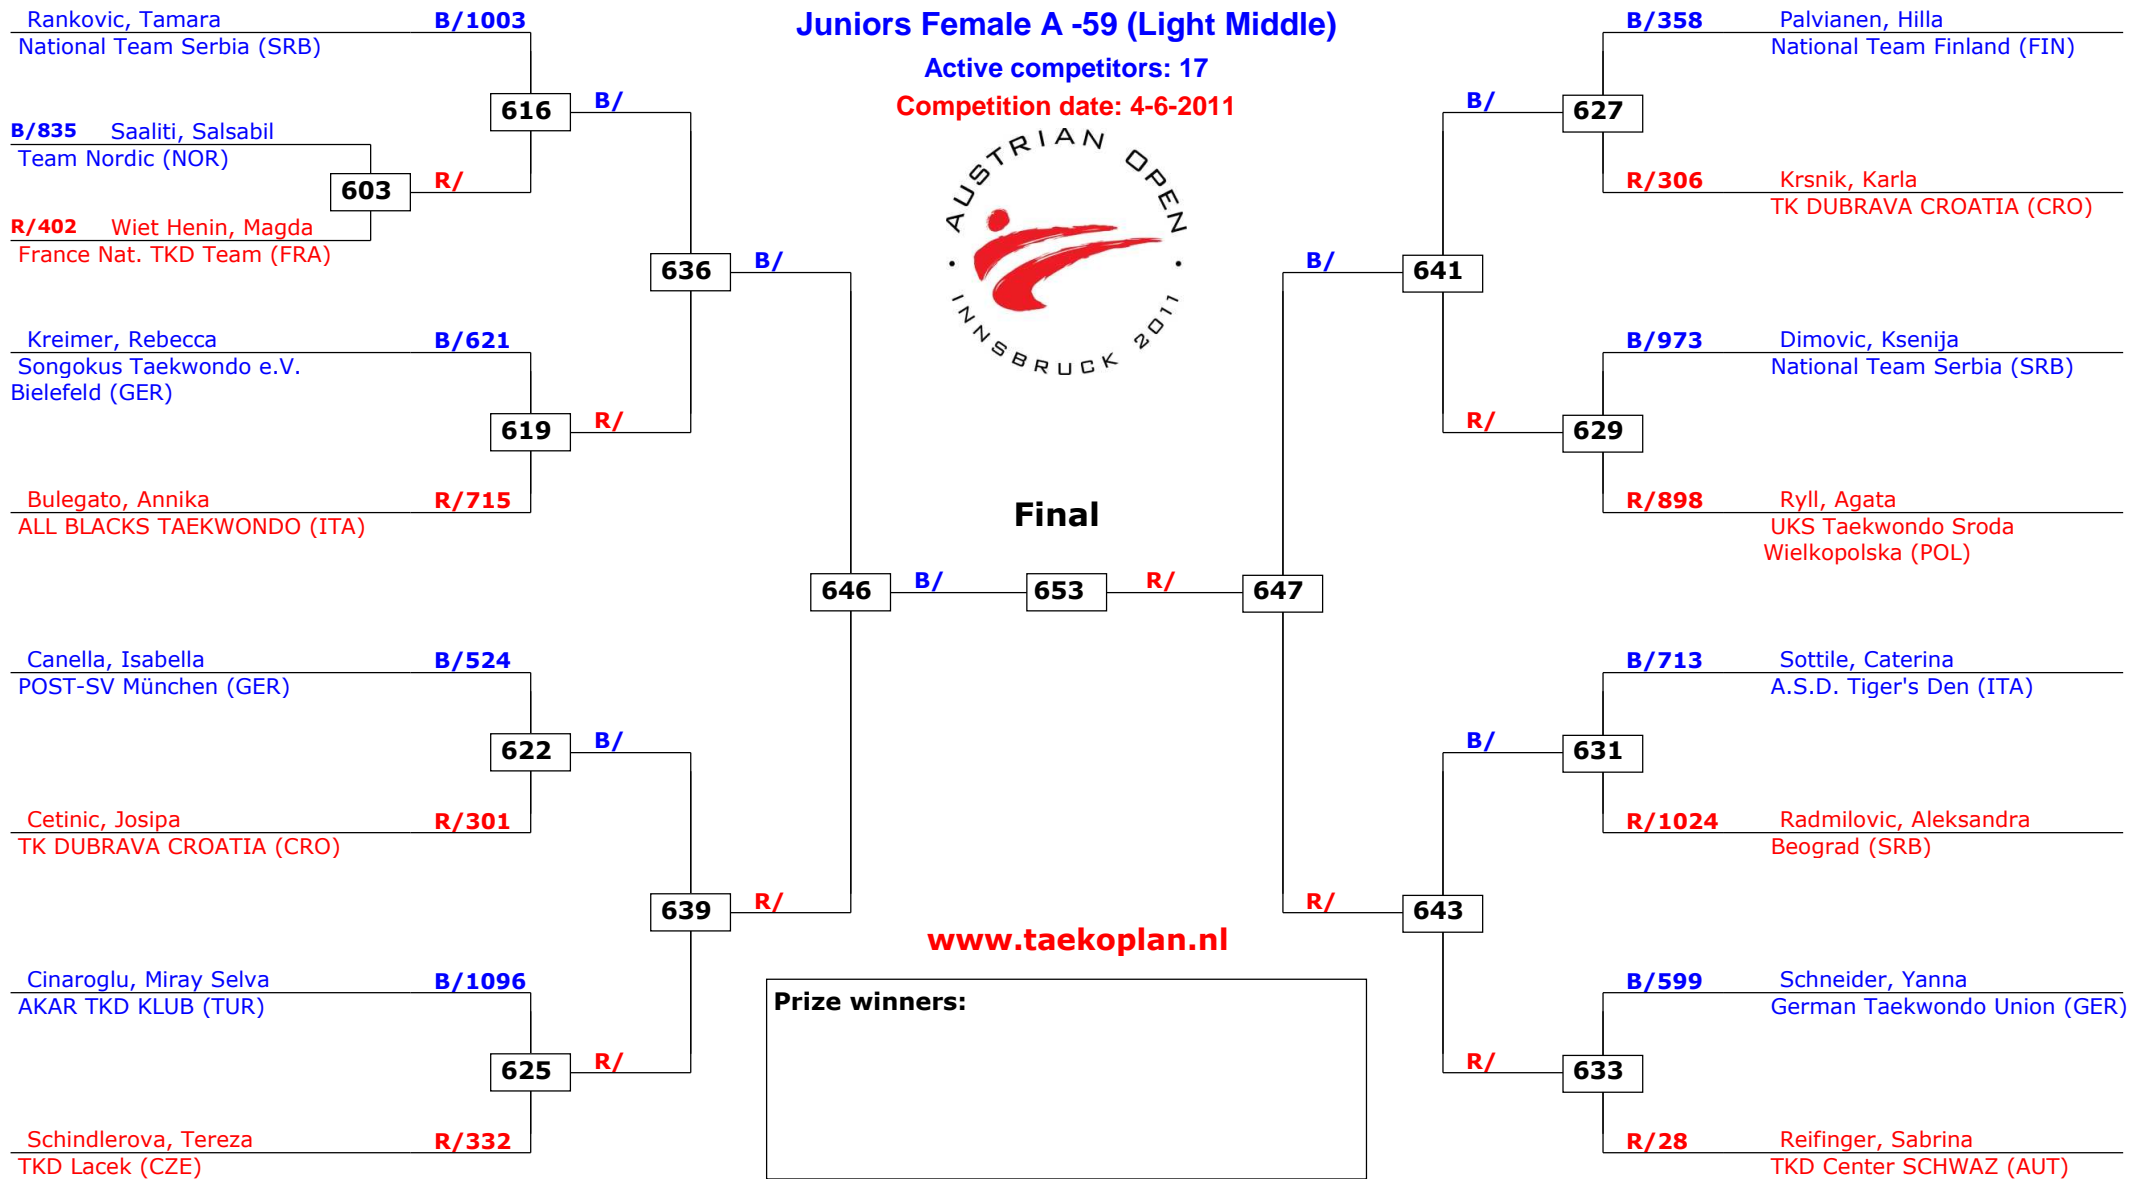 Juniors Female A -59 (Light Middle)
Active competitors: 17
Competition date: 4-6-2011
AUSTRIAN OPEN
· INNSBRUCK 2011 ·
Rankovic, Tamara B/1003
National Team Serbia (SRB)
616 B/
B/835 Saaliti, Salsabil
Team Nordic (NOR)
603 R/
R/402 Wiet Henin, Magda
France Nat. TKD Team (FRA)
636 B/
Kreimer, Rebecca B/621
Songokus Taekwondo e.V.
Bielefeld (GER)
619 R/
Bulegato, Annika R/715
ALL BLACKS TAEKWONDO (ITA)
Final
646 B/ 653 R/ 647
Canella, Isabella B/524
POST-SV München (GER)
622 B/
Cetinic, Josipa R/301
TK DUBRAVA CROATIA (CRO)
639 R/
Cinaroglu, Miray Selva B/1096
AKAR TKD KLUB (TUR)
625 R/
Schindlerova, Tereza R/332
TKD Lacek (CZE)
B/358 Palvianen, Hilla
National Team Finland (FIN)
B/ 627
R/306 Krsnik, Karla
TK DUBRAVA CROATIA (CRO)
B/ 641
B/973 Dimovic, Ksenija
National Team Serbia (SRB)
R/ 629
R/898 Ryll, Agata
UKS Taekwondo Sroda
Wielkopolska (POL)
B/713 Sottile, Caterina
A.S.D. Tiger's Den (ITA)
B/ 631
R/1024 Radmilovic, Aleksandra
Beograd (SRB)
R/ 643
B/599 Schneider, Yanna
German Taekwondo Union (GER)
R/ 633
R/28 Reifinger, Sabrina
TKD Center SCHWAZ (AUT)
www.taekoplan.nl
Prize winners: